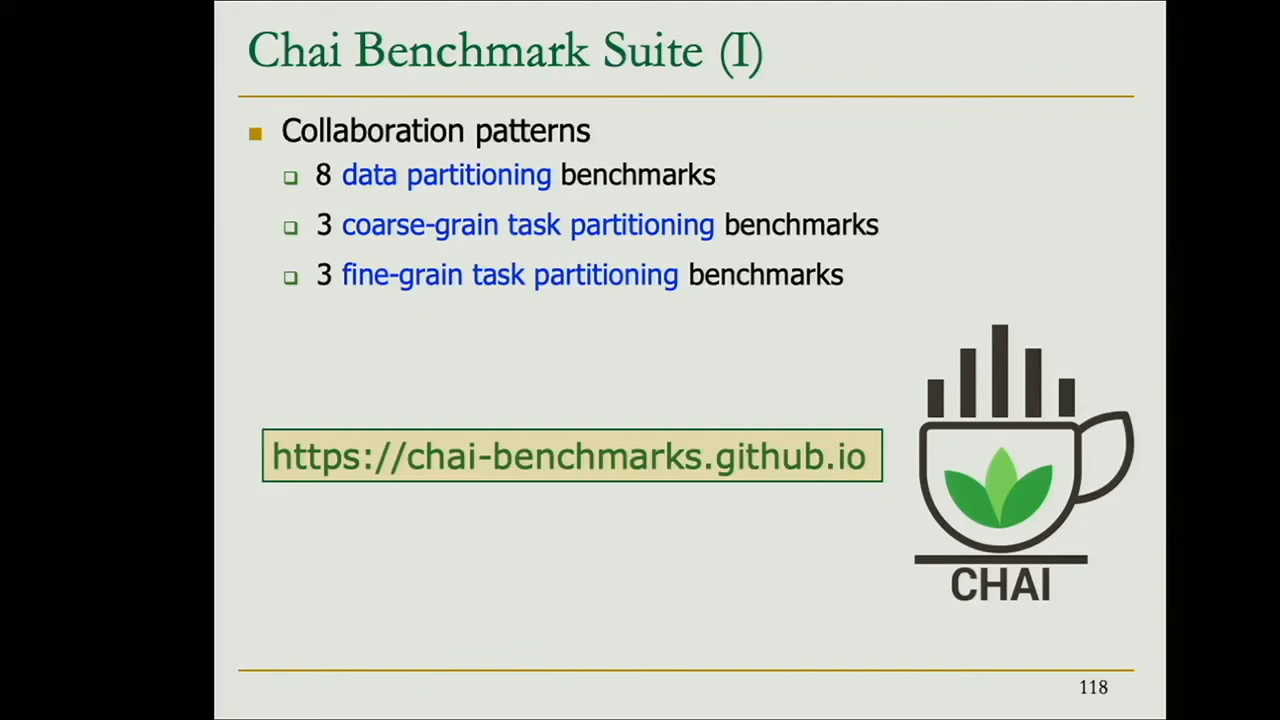 Chai Benchmark Suite (I)
Collaboration patterns
8 data partitioning benchmarks
3 coarse-grain task partitioning benchmarks
3 fine-grain task partitioning benchmarks
https://chai-benchmarks.github.io
CHAI
118